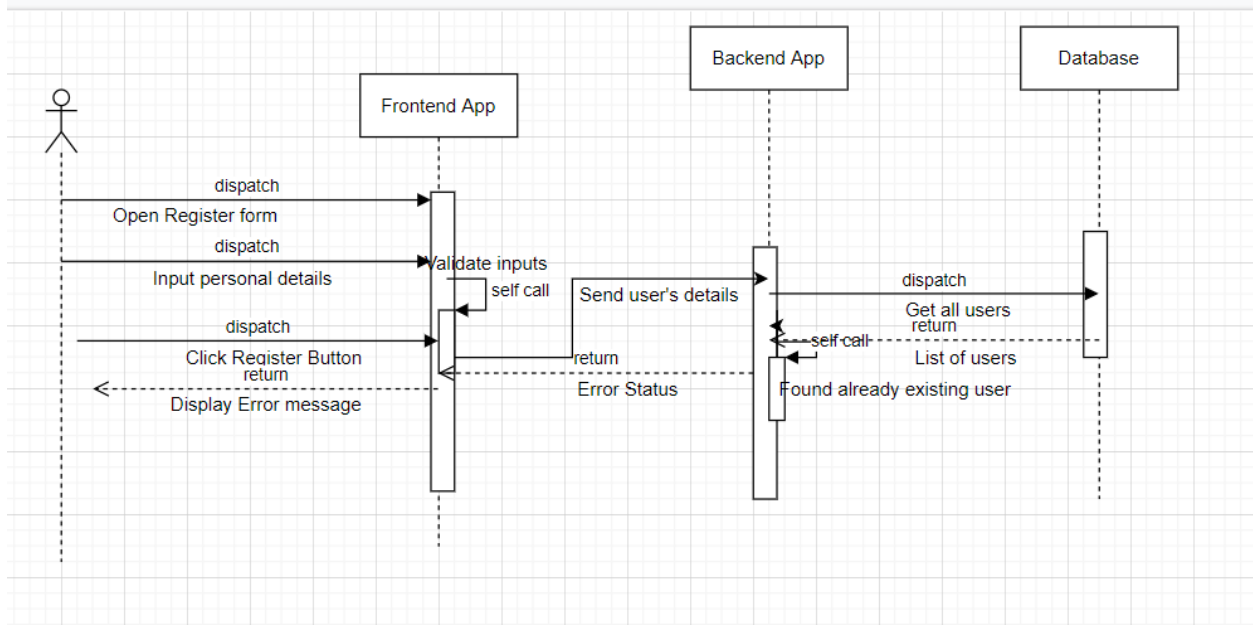 Backend App
Database
Frontend App
dispatch
Open Register form
dispatch
Input personal details
Validate inputs
self call
dispatch
Click Register Button
return
Display Error message
Send user's details
return
Error Status
dispatch
Get all users
return
self call
List of users
Found already existing user